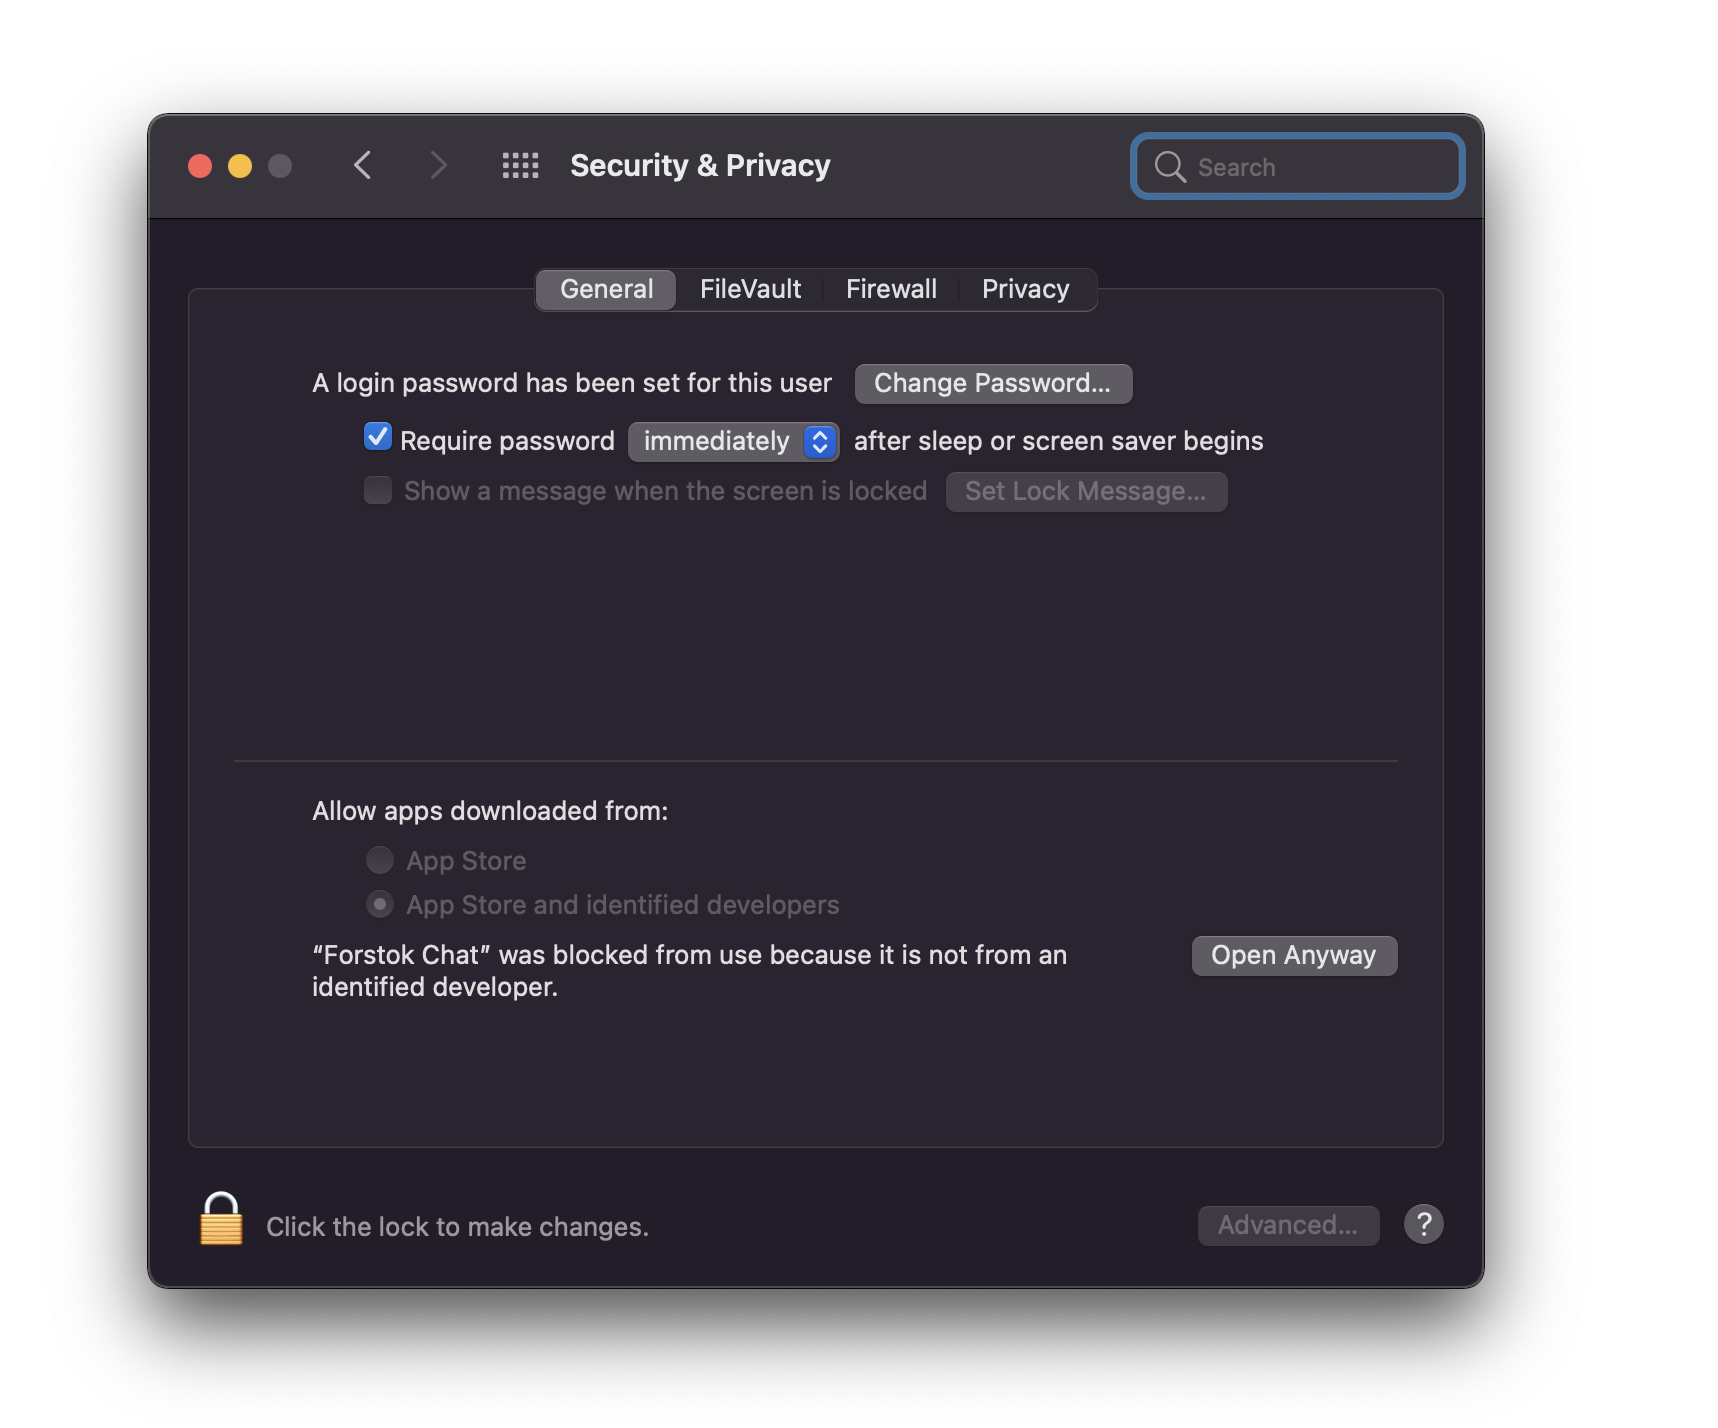 Security & Privacy
Search
General FileVault Firewall Privacy
A login password has been set for this user Change Password...
Require password immediately after sleep or screen saver begins
Show a message when the screen is locked Set Lock Message...
Allow apps downloaded from:
App Store
App Store and identified developers
“Forstok Chat” was blocked from use because it is not from an
identified developer.
Open Anyway
Click the lock to make changes.
Advanced...
?